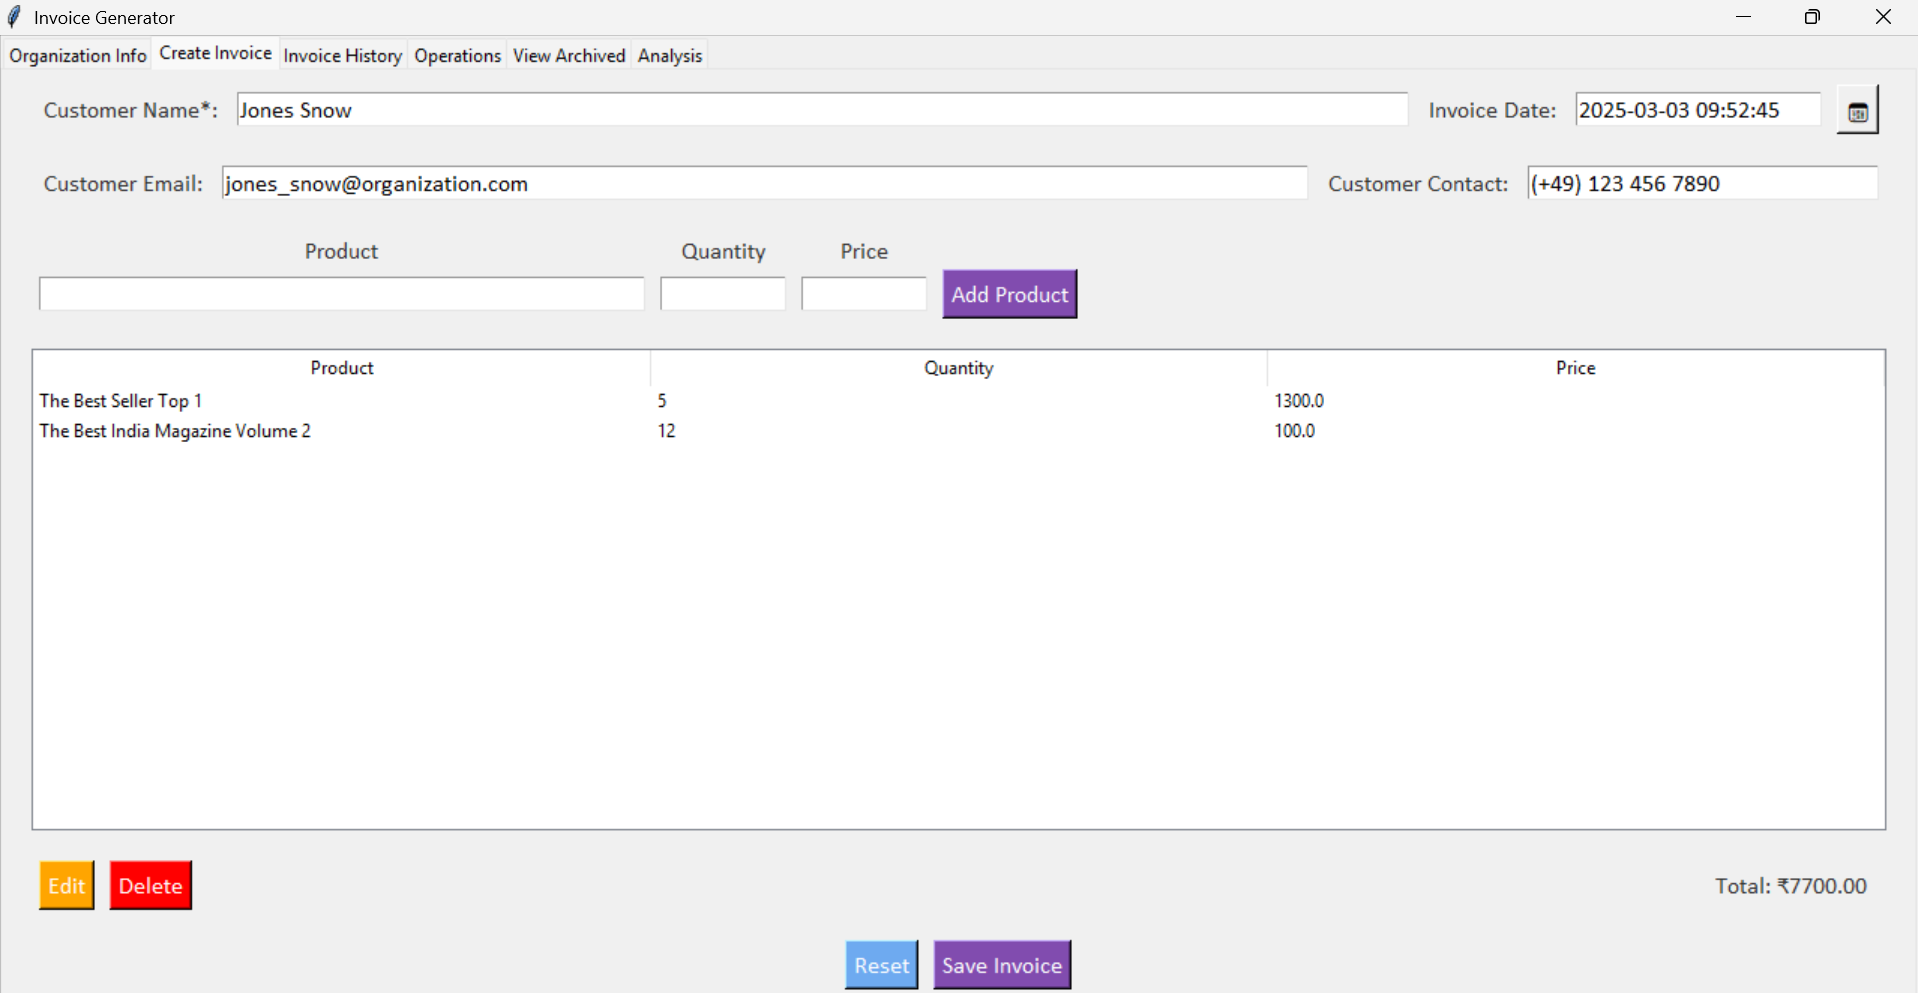 Invoice Generator
Organization Info Create Invoice Invoice History Operations View Archived Analysis
Customer Name*: Jones Snow Invoice Date: 2025-03-03 09:52:45
Customer Email: jones_snow@organization.com Customer Contact: (+49) 123 456 7890
Product Quantity Price
Add Product
Product Quantity Price
The Best Seller Top 1 5 1300.0
The Best India Magazine Volume 2 12 100.0
Edit Delete Total: ₹7700.00
Reset Save Invoice